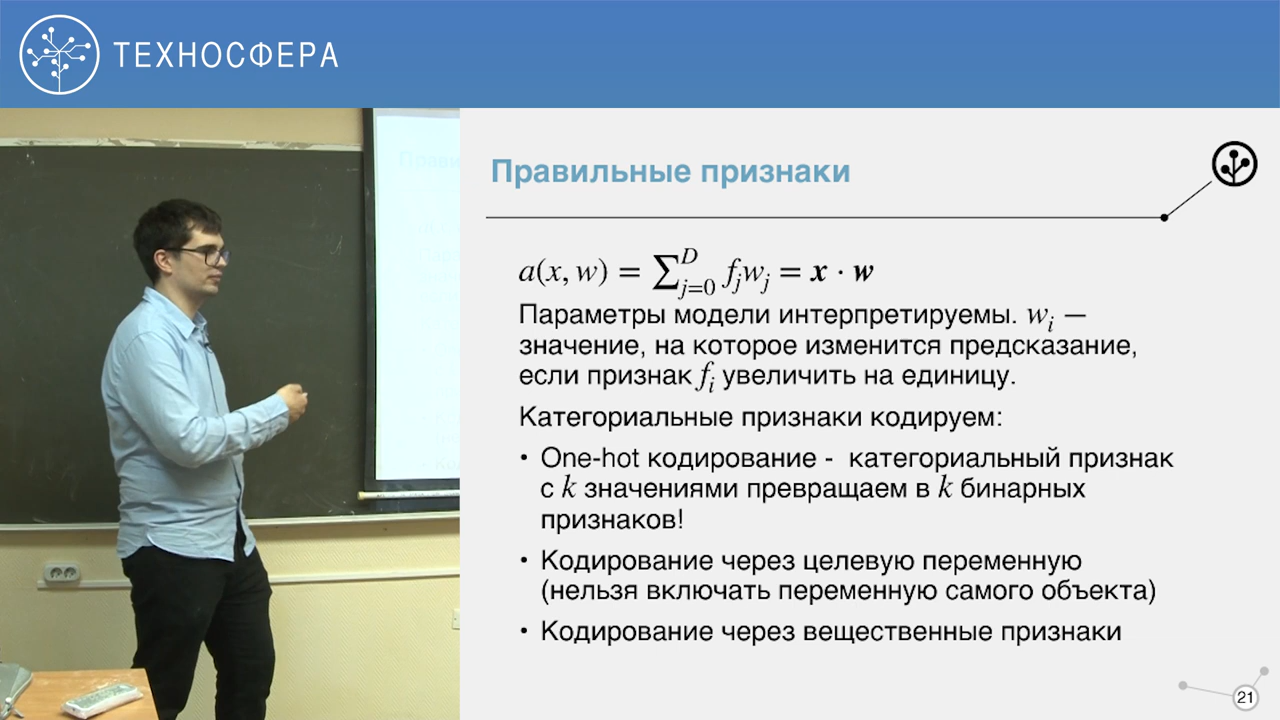 ТЕХНОСФЕРА
Правильные признаки
a(x, w) = ∑_{j=0}^{D} f_j w_j = x · w
Параметры модели интерпретируемы. w_i —
значение, на которое изменится предсказание,
если признак f_i увеличить на единицу.
Категориальные признаки кодируем:
• One-hot кодирование - категориальный признак
с k значениями превращаем в k бинарных
признаков!
• Кодирование через целевую переменную
(нельзя включать переменную самого объекта)
• Кодирование через вещественные признаки
21